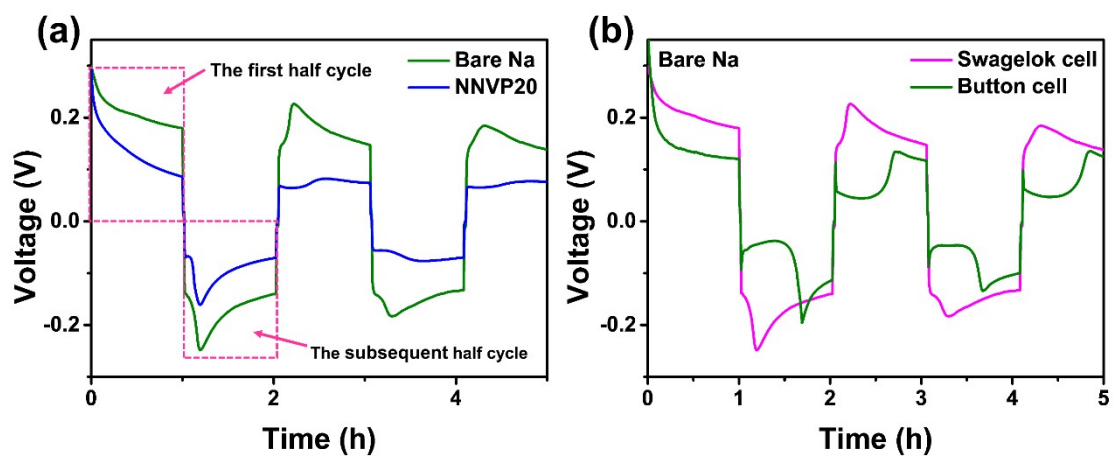 (a)
Bare Na
NNVP20
The first half cycle
The subsequent half cycle
Voltage (V)
0.2
0.0
-0.2
0
2
4
Time (h)
(b)
Bare Na
Swagelok cell
Button cell
Voltage (V)
0.2
0.0
-0.2
0
1
2
3
4
5
Time (h)